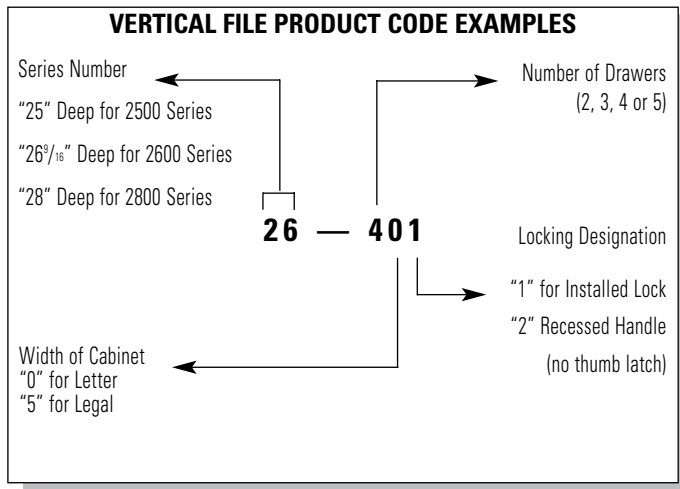 VERTICAL FILE PRODUCT CODE EXAMPLES
Series Number
“25” Deep for 2500 Series
“26 9/16” Deep for 2600 Series
“28” Deep for 2800 Series
Number of Drawers
(2, 3, 4 or 5)
26 — 401
Locking Designation
“1” for Installed Lock
“2” Recessed Handle
(no thumb latch)
Width of Cabinet
“0” for Letter
“5” for Legal